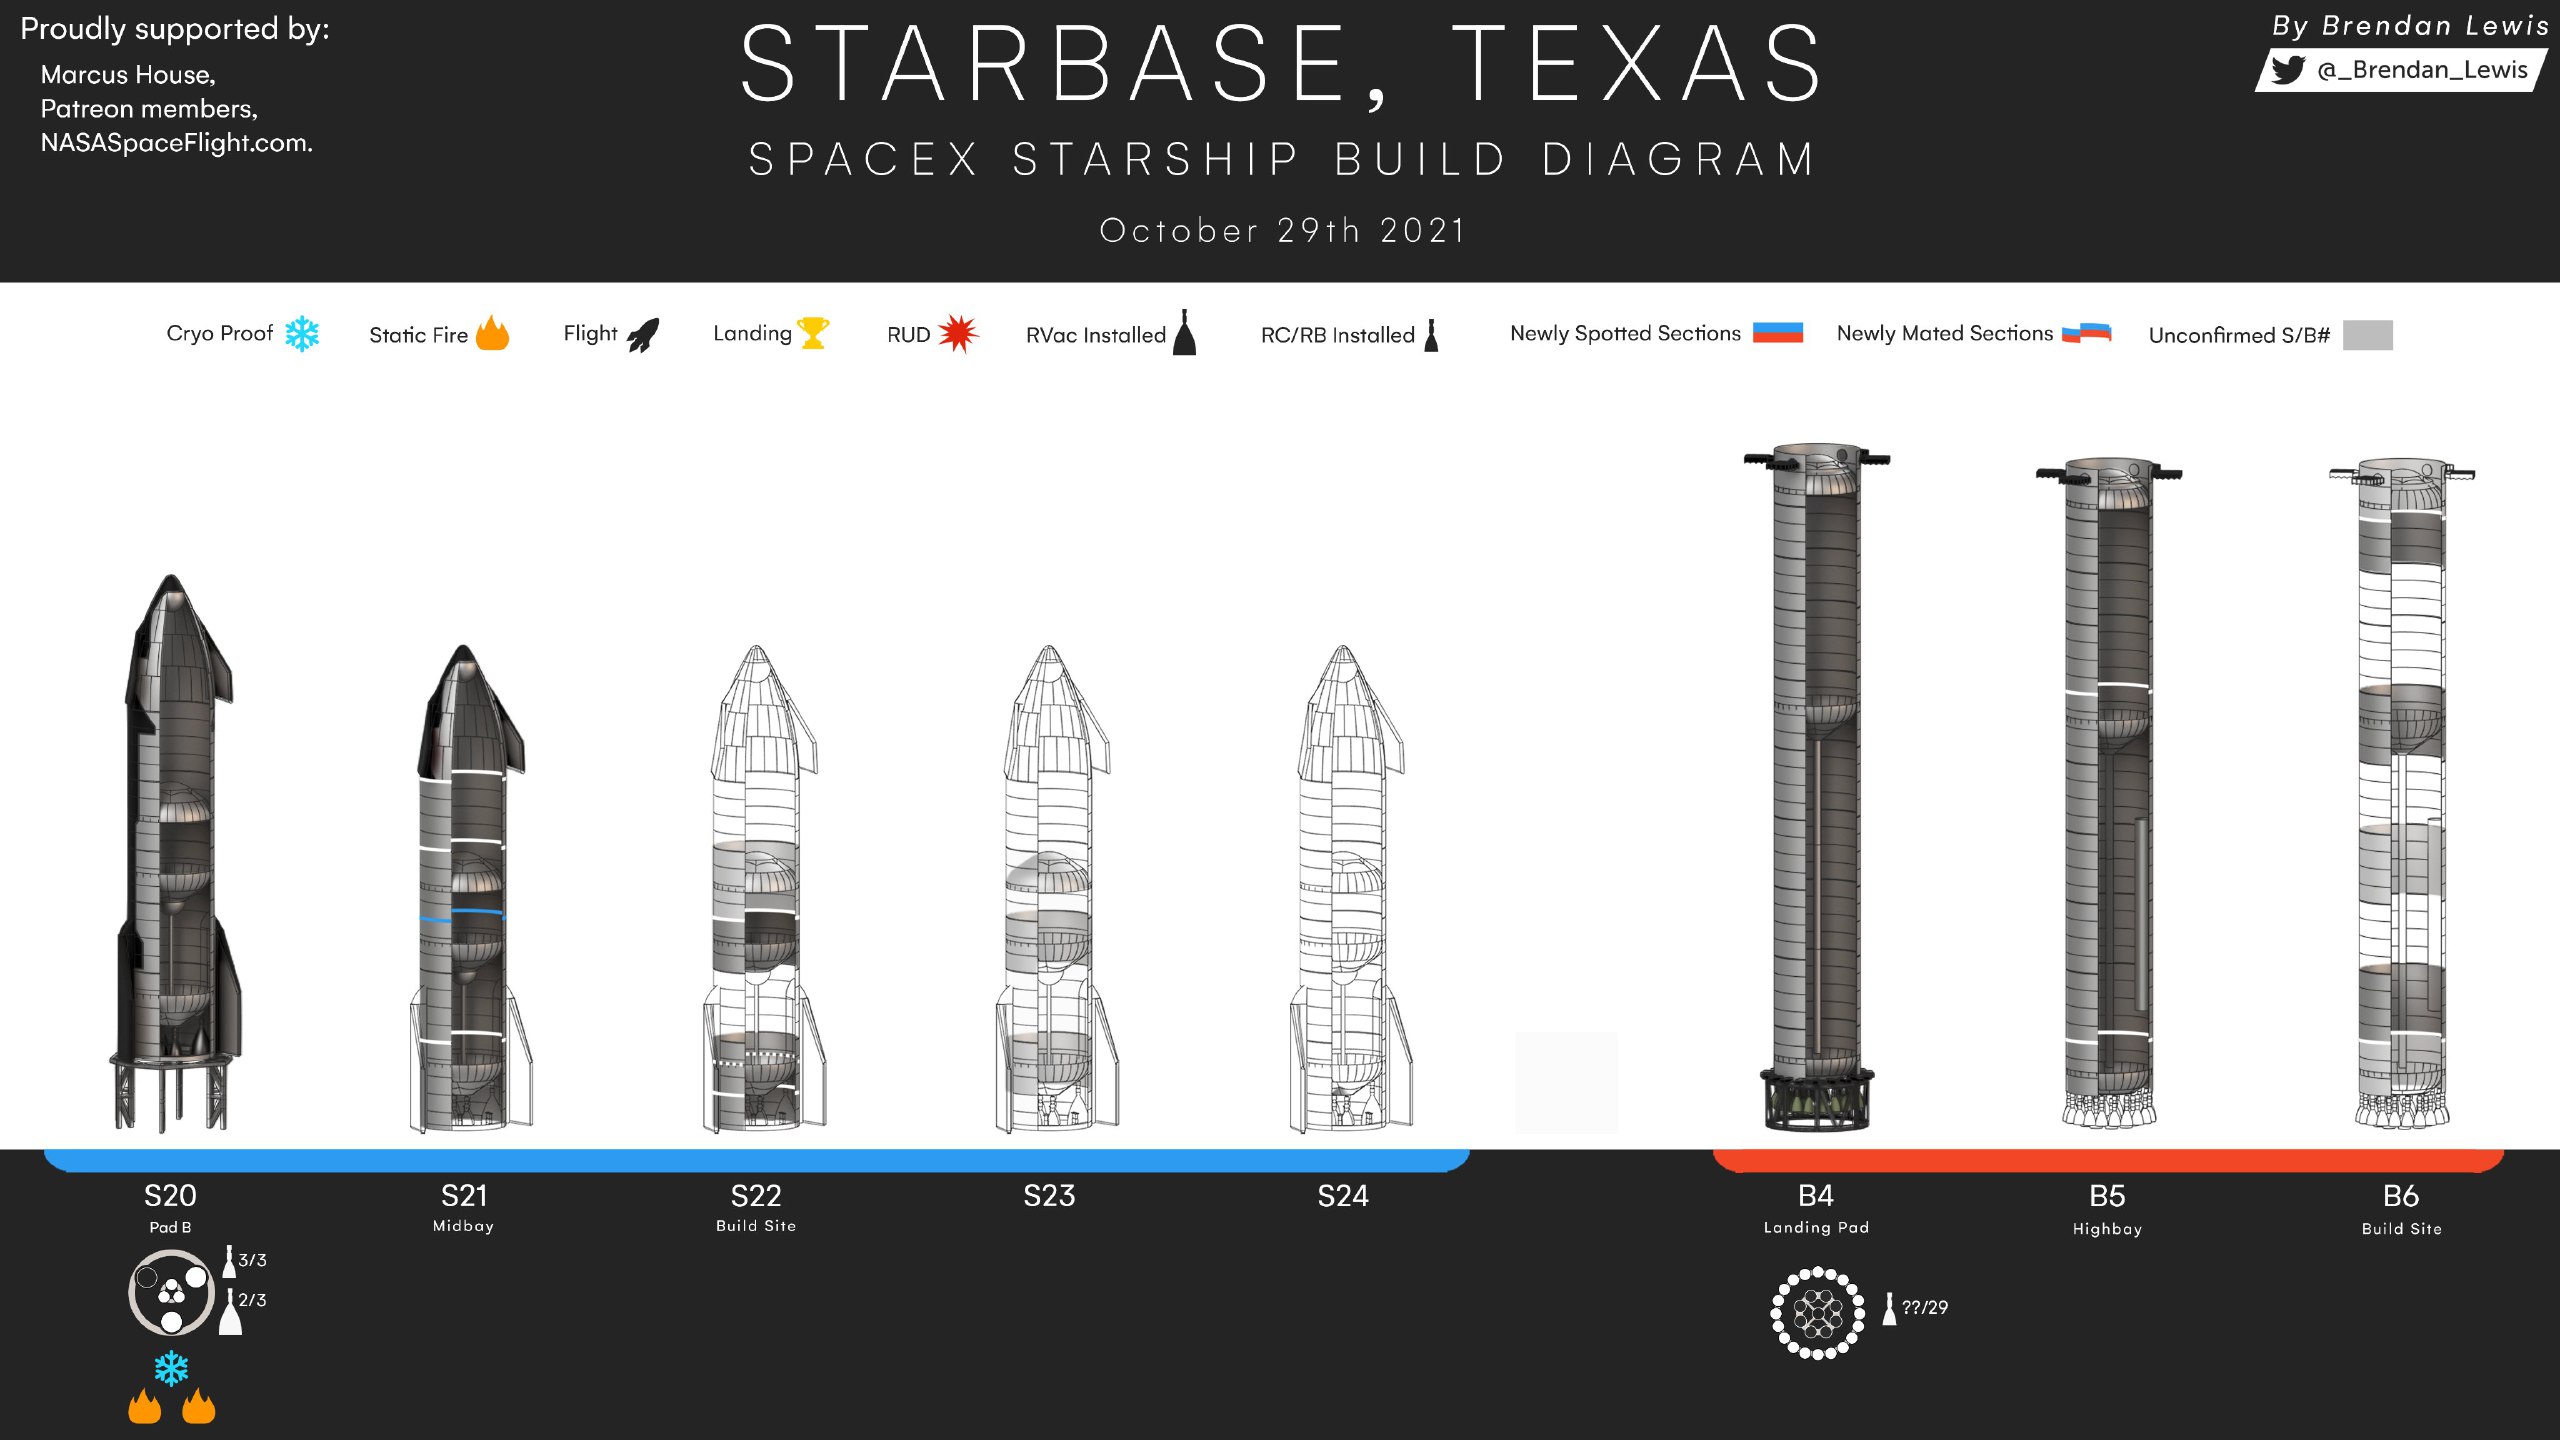 Proudly supported by:
Marcus House,
Patreon members,
NASASpaceFlight.com.
STARBASE, TEXAS
SPACEX STARSHIP BUILD DIAGRAM
October 29th 2021
By Brendan Lewis
@_Brendan_Lewis
Cryo Proof
Static Fire
Flight
Landing
RUD
RVac Installed
RC/RB Installed
Newly Spotted Sections
Newly Mated Sections
Unconfirmed S/B#
S20
Pad B
3/3
2/3
S21
Midbay
S22
Build Site
S23
S24
B4
Landing Pad
??/29
B5
Highbay
B6
Build Site